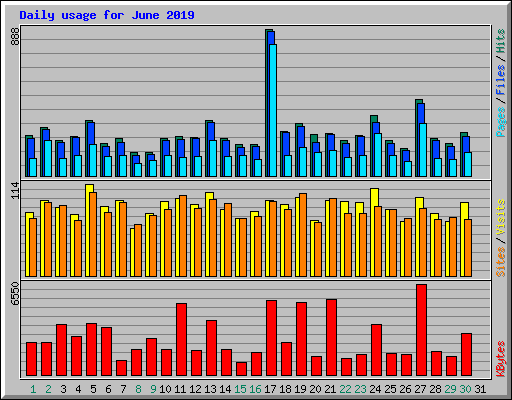 Daily usage for June 2019
888
Pages / Files / Hits
114
Sites / Visits
6550
KBytes
1 2 3 4 5 6 7 8 9 10 11 12 13 14 15 16 17 18 19 20 21 22 23 24 25 26 27 28 29 30 31